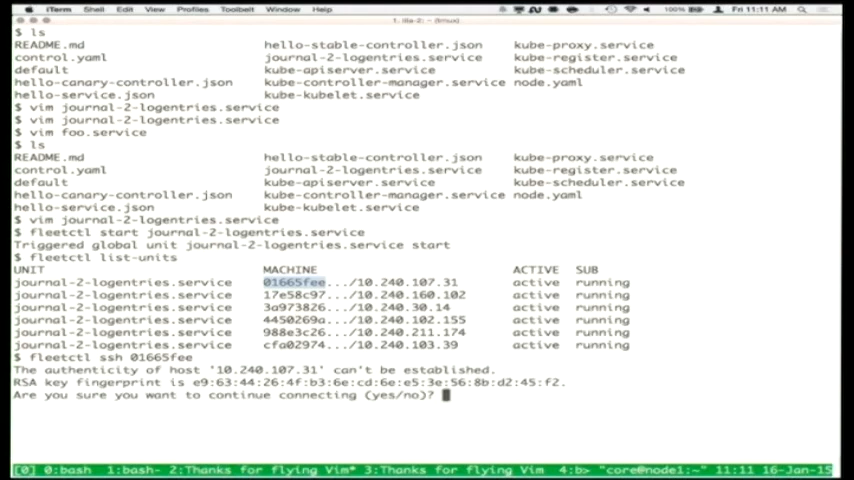 iTerm Shell Edit View Profiles Toolbelt Window Help 100% Fri 11:11 AM
$ ls
README.md hello-stable-controller.json kube-proxy.service
control.yaml journal-2-logentries.service kube-register.service
default kube-apiserver.service kube-scheduler.service
hello-canary-controller.json kube-controller-manager.service node.yaml
hello-service.json kube-kubelet.service
$ vim journal-2-logentries.service
$ vim journal-2-logentries.service
$ vim foo.service
$ ls
README.md hello-stable-controller.json kube-proxy.service
control.yaml journal-2-logentries.service kube-register.service
default kube-apiserver.service kube-scheduler.service
hello-canary-controller.json kube-controller-manager.service node.yaml
hello-service.json kube-kubelet.service
$ vim journal-2-logentries.service
$ fleetctl start journal-2-logentries.service
Triggered global unit journal-2-logentries.service start
$ fleetctl list-units
UNIT MACHINE ACTIVE SUB
journal-2-logentries.service 01665fee.../10.240.107.31 active running
journal-2-logentries.service 17e58c97.../10.240.160.102 active running
journal-2-logentries.service 3a973826.../10.240.30.14 active running
journal-2-logentries.service 4450269a.../10.240.102.155 active running
journal-2-logentries.service 988e3c26.../10.240.211.174 active running
journal-2-logentries.service cfa02974.../10.240.103.39 active running
$ fleetctl ssh 01665fee
The authenticity of host '10.240.107.31' can't be established.
RSA key fingerprint is e9:63:44:26:4f:b3:6e:cd:6e:e5:3e:56:8b:d2:45:f2.
Are you sure you want to continue connecting (yes/no)?
[0] 0:bash 1:bash- 2:Thanks for flying Vim* 3:Thanks for flying Vim 4:b> "core@node1:~" 11:11 16-Jan-15